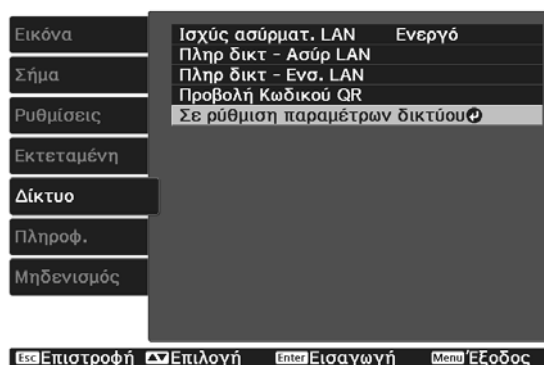 Εικόνα
Σήμα
Ρυθμίσεις
Εκτεταμένη
Δίκτυο
Πληροφ.
Μηδενισμός
Ισχύς ασύρματ. LAN Ενεργό
Πληρ δικτ - Ασύρ LAN
Πληρ δικτ - Ενσ. LAN
Προβολή Κωδικού QR
Σε ρύθμιση παραμέτρων δικτύου
Esc Επιστροφή Επιλογή Enter Εισαγωγή Menu Έξοδος